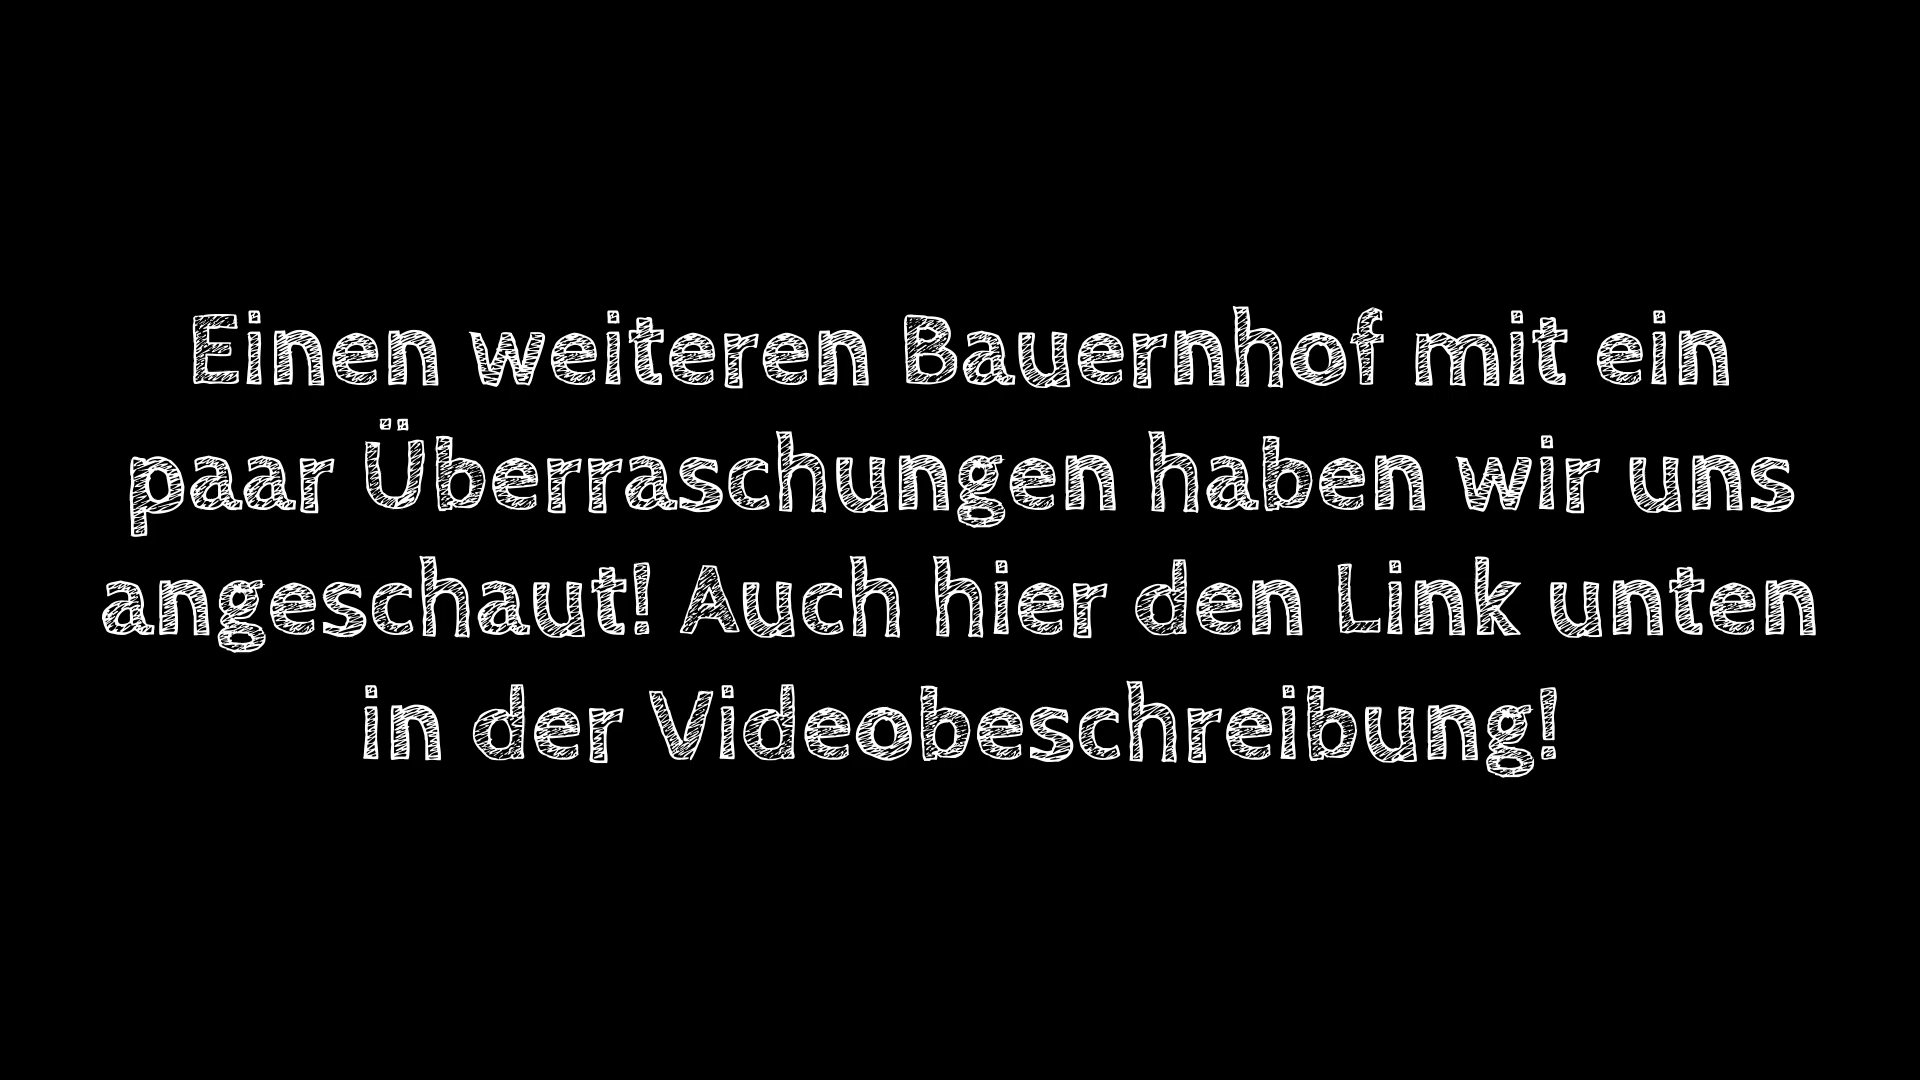 Einen weiteren Bauernhof mit ein
paar Überraschungen haben wir uns
angeschaut! Auch hier den Link unten
in der Videobeschreibung!